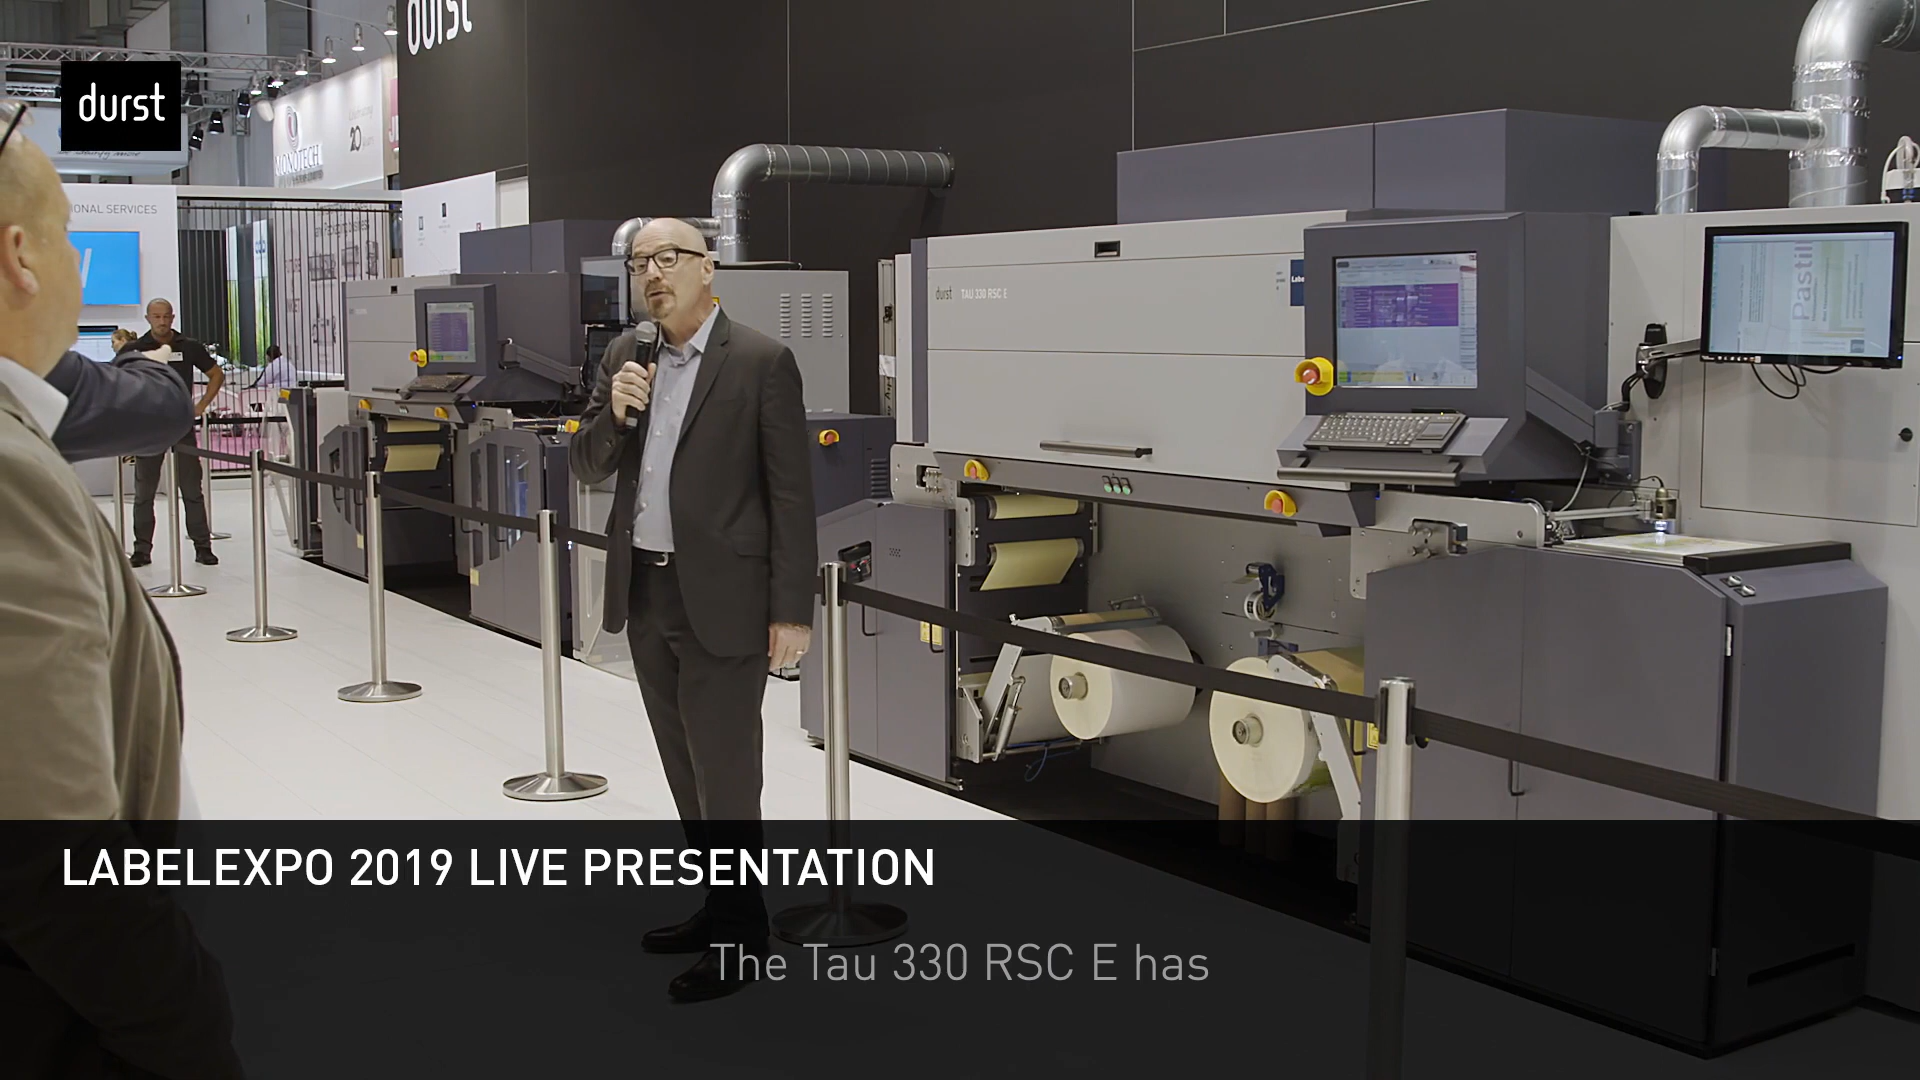 durst
durst
MONOTECH
20
IONAL SERVICES
durst TAU 330 RSC E
Pastill
LABELEXPO 2019 LIVE PRESENTATION
The Tau 330 RSC E has